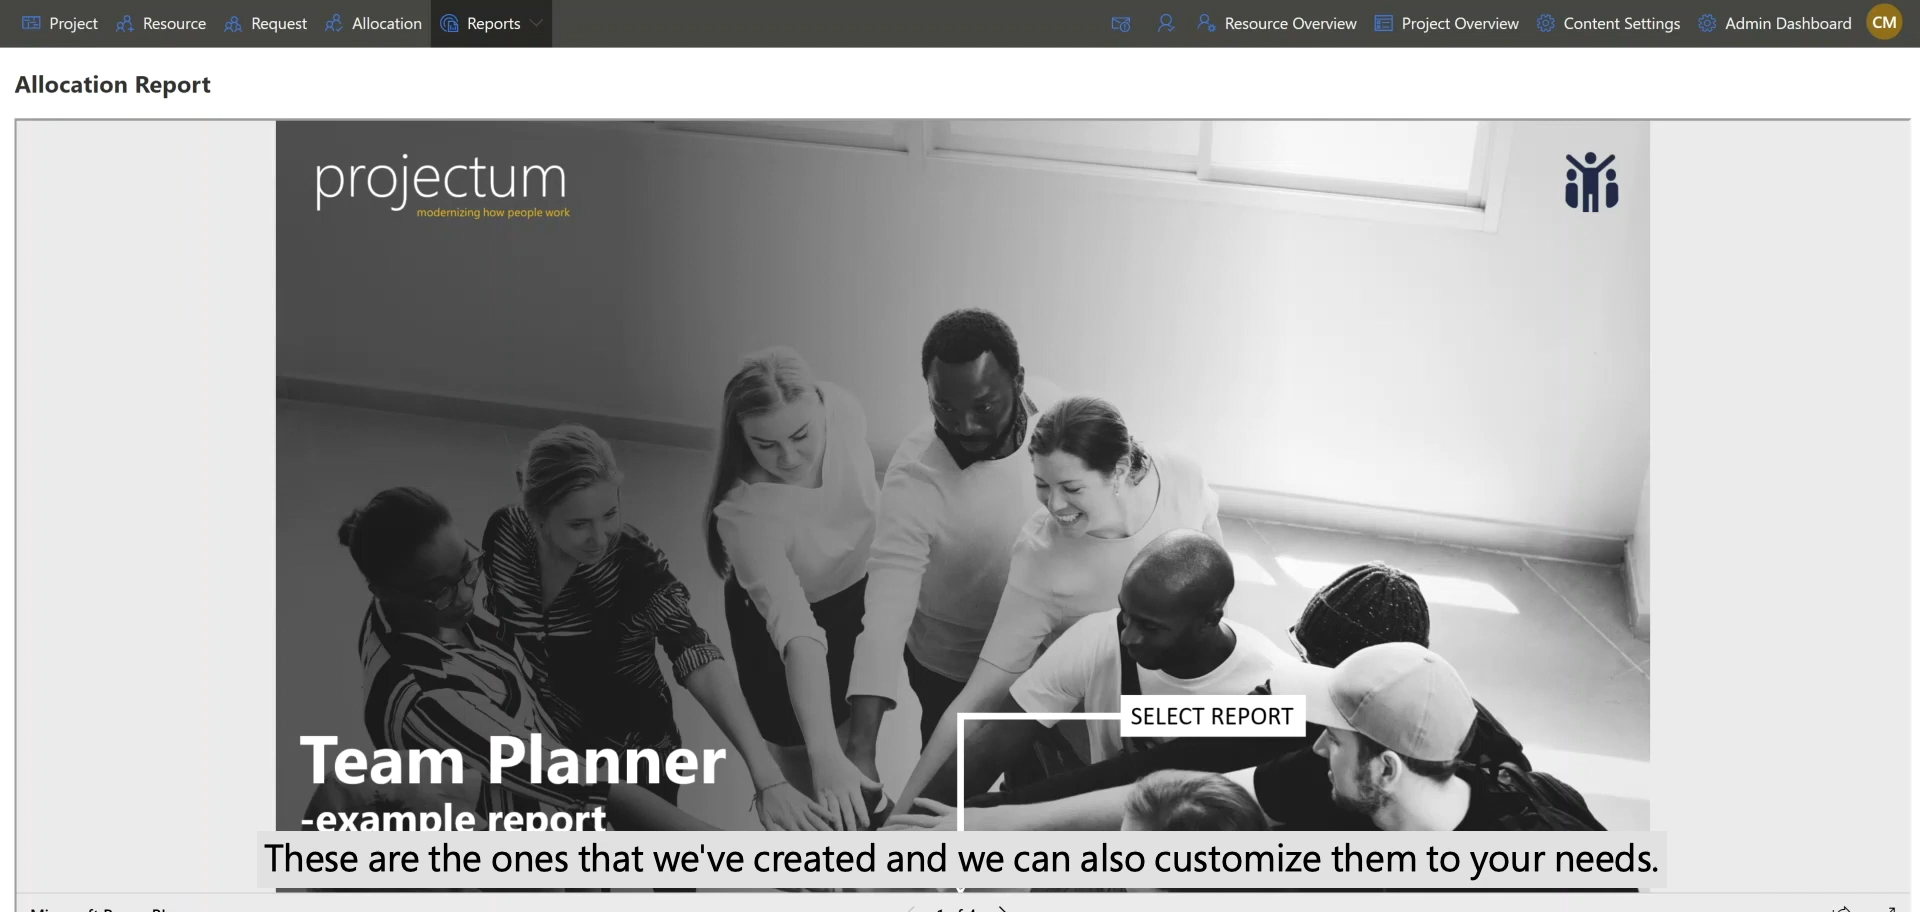 Project Resource Request Allocation Reports Resource Overview Project Overview Content Settings Admin Dashboard CM
Allocation Report
projectum
modernizing how people work
SELECT REPORT
Team Planner
-example report
These are the ones that we've created and we can also customize them to your needs.